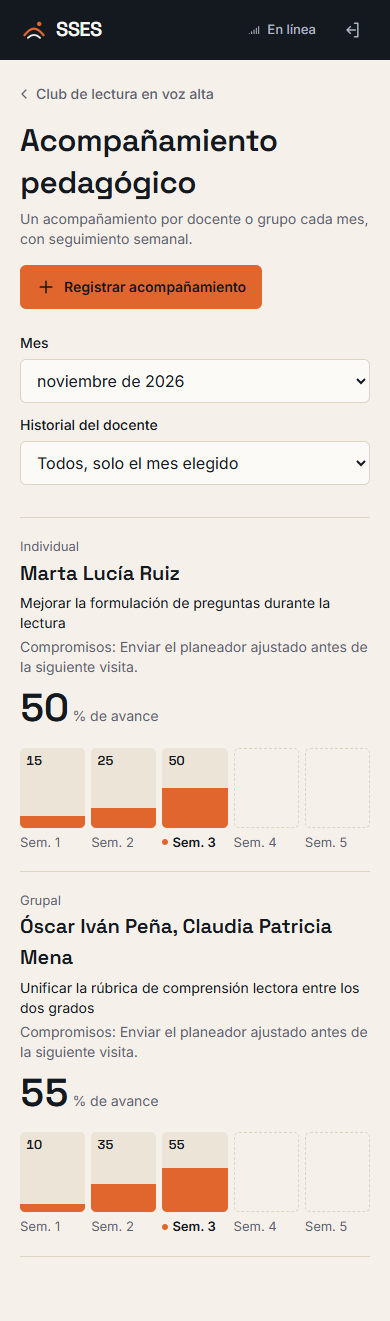 SSES
En línea
Club de lectura en voz alta
Acompañamiento
pedagógico
Un acompañamiento por docente o grupo cada mes,
con seguimiento semanal.
Registrar acompañamiento
Mes
noviembre de 2026
Historial del docente
Todos, solo el mes elegido
Individual
Marta Lucía Ruiz
Mejorar la formulación de preguntas durante la
lectura
Compromisos: Enviar el planeador ajustado antes de
la siguiente visita.
50 % de avance
15 25 50
Sem. 1 Sem. 2 Sem. 3 Sem. 4 Sem. 5
Grupal
Óscar Iván Peña, Claudia Patricia
Mena
Unificar la rúbrica de comprensión lectora entre los
dos grados
Compromisos: Enviar el planeador ajustado antes de
la siguiente visita.
55 % de avance
10 35 55
Sem. 1 Sem. 2 Sem. 3 Sem. 4 Sem. 5